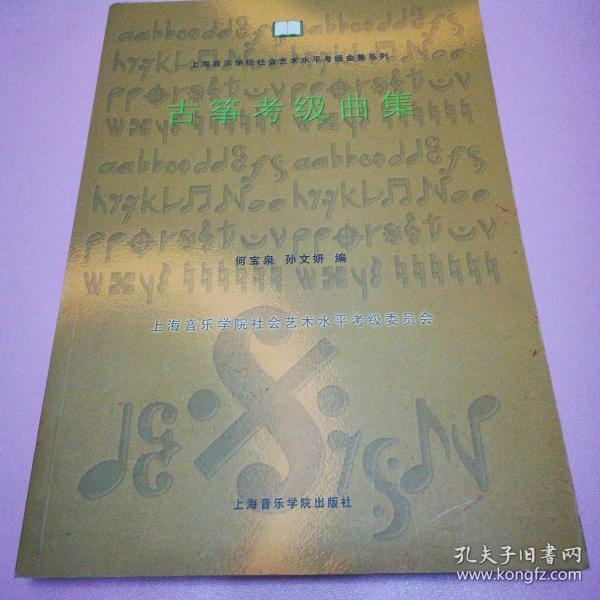 上海音乐学院社会艺术水平考级曲集系列
古筝考级曲集
何宝泉 孙文妍 编
上海音乐学院社会艺术水平考级委员会
上海音乐学院出版社
孔夫子旧书网
www.kongfz.com